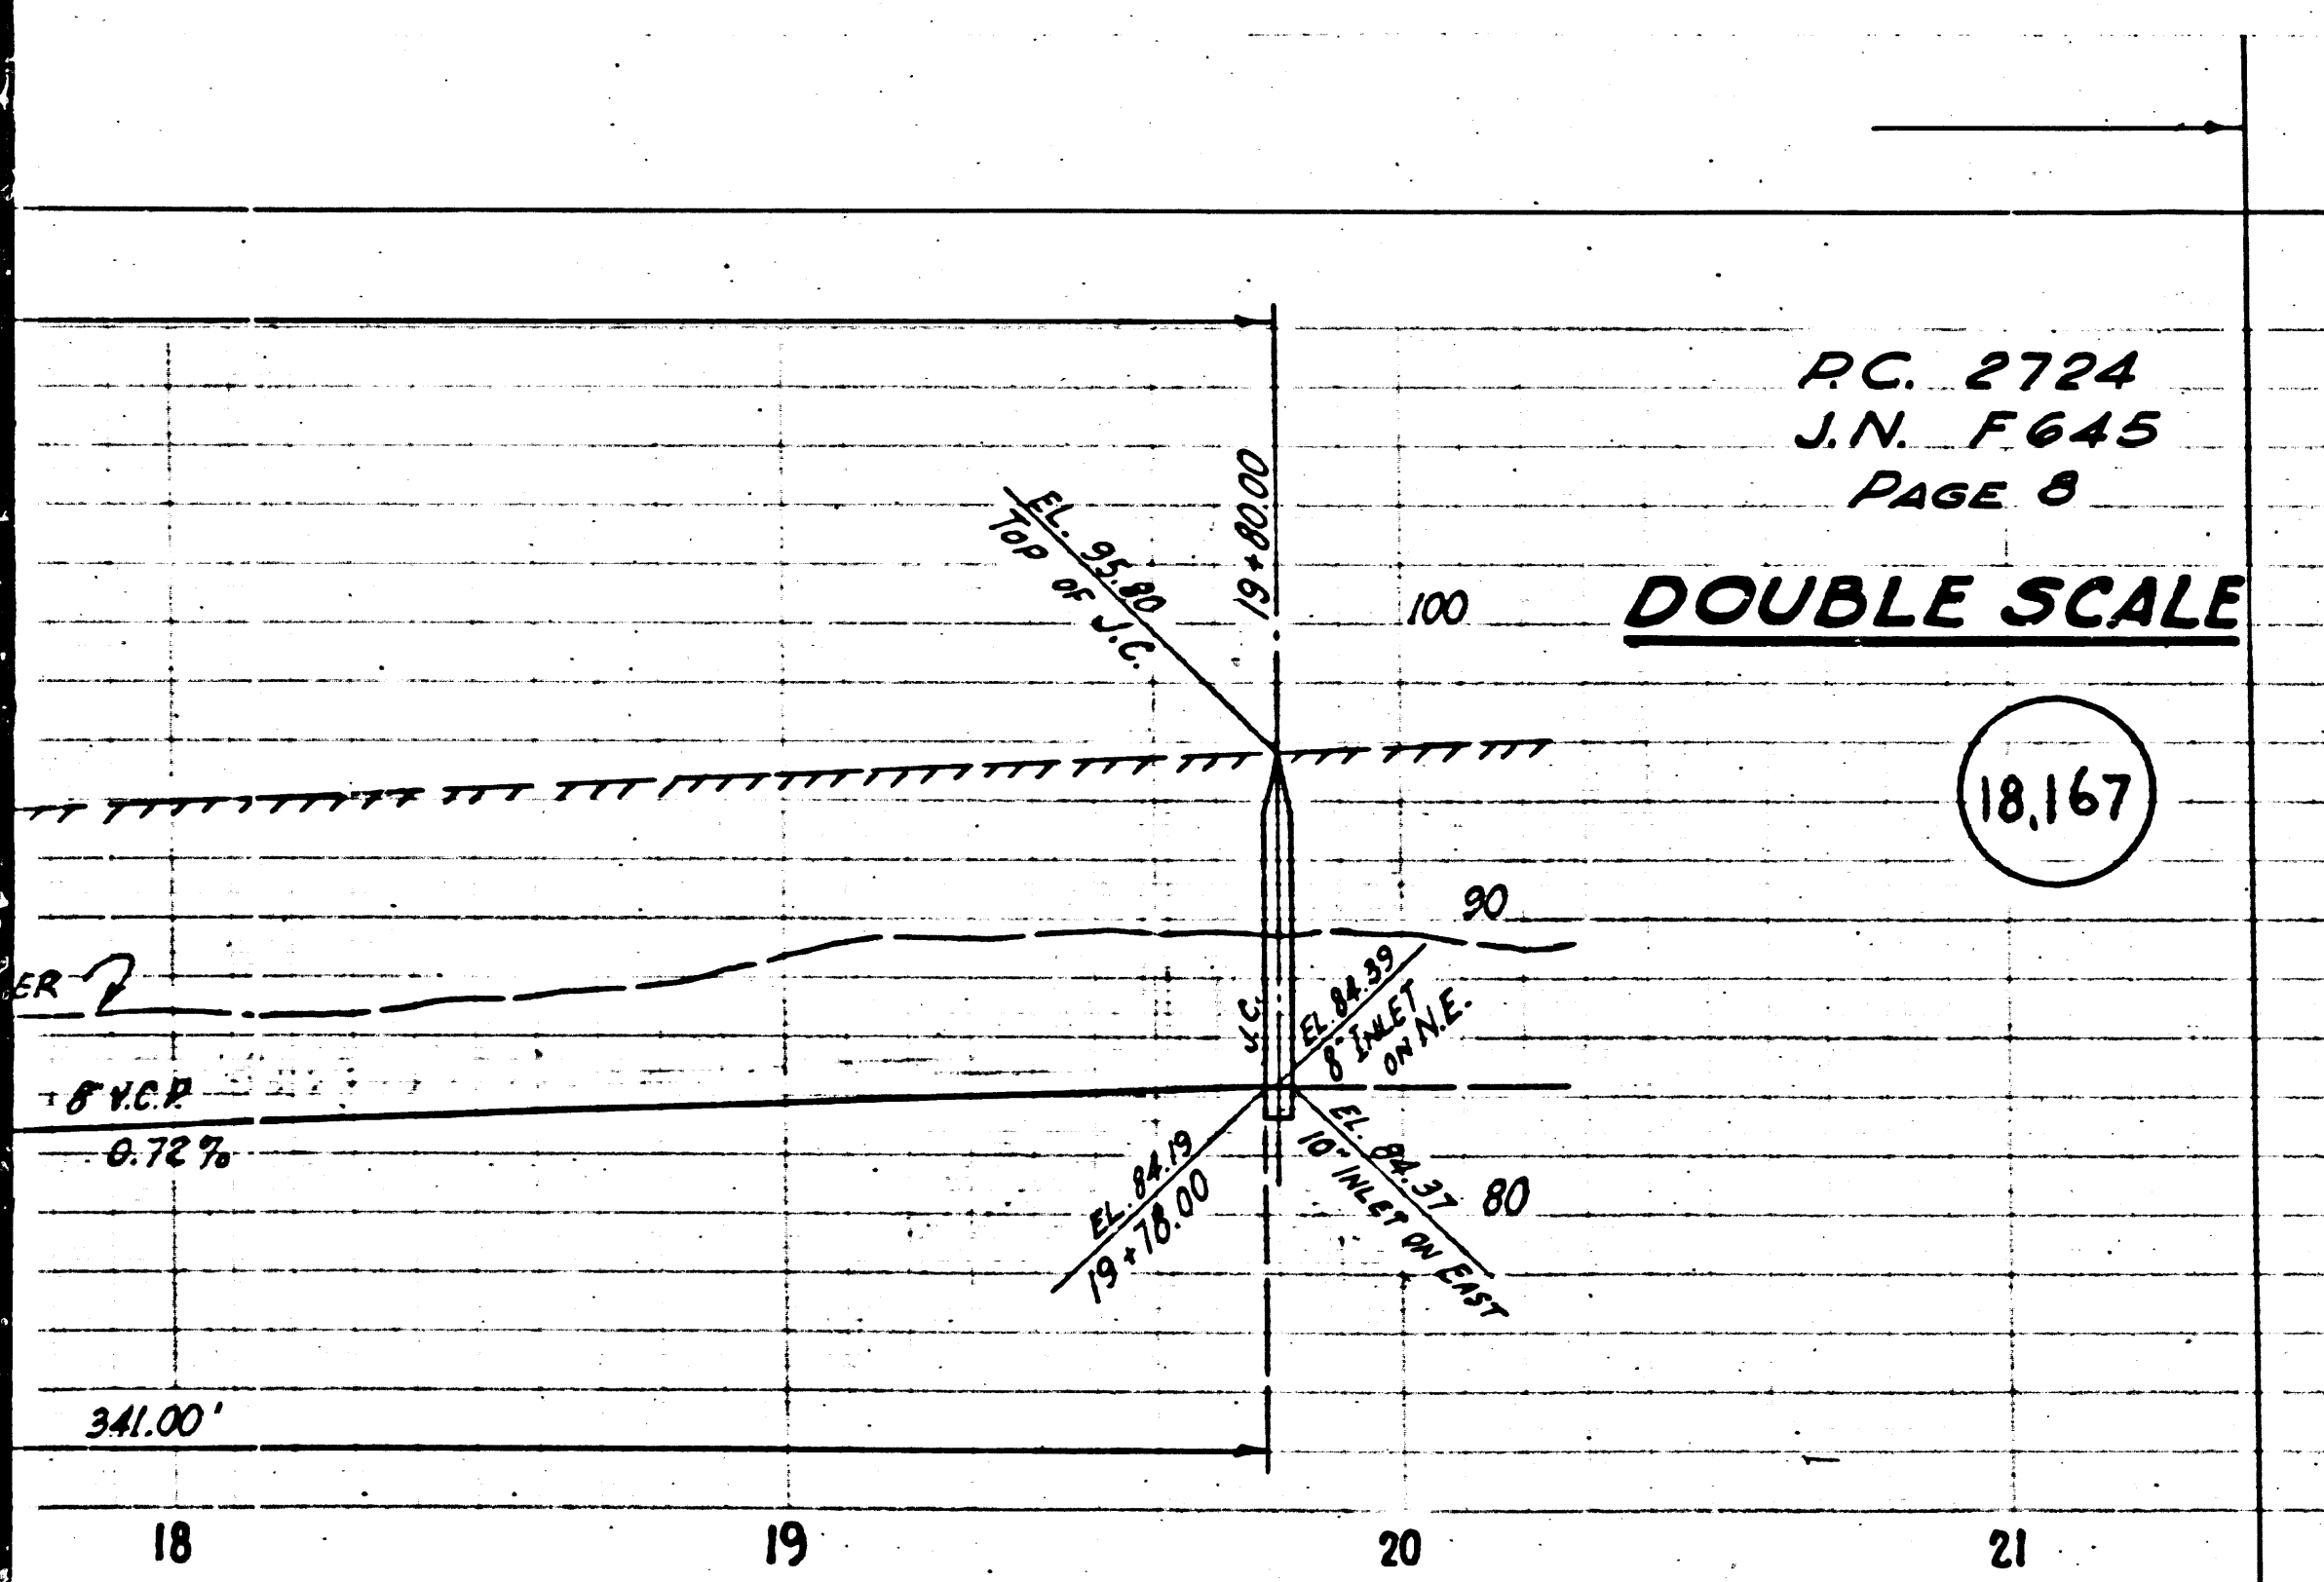 P.C. 2724
J.N. F645
PAGE 8
DOUBLE SCALE
18,167
EL. 95.80
TOP OF J.C.
19+80.00
100
90
80
ER
J.C.
EL. 84.39
8" INLET
ON N.E.
8" V.C.P.
0.72%
EL. 84.19
19+78.00
EL. 84.37
10" INLET ON EAST
341.00'
18
19
20
21